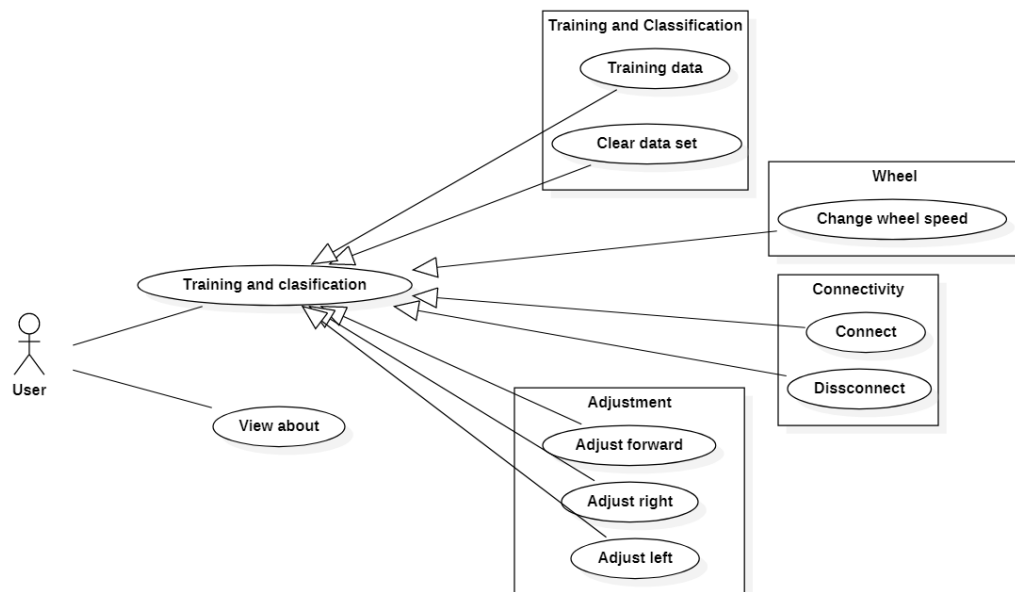 Training and Classification
Training data
Clear data set
Wheel
Change wheel speed
Training and clasification
Connectivity
Connect
Dissconnect
User
View about
Adjustment
Adjust forward
Adjust right
Adjust left